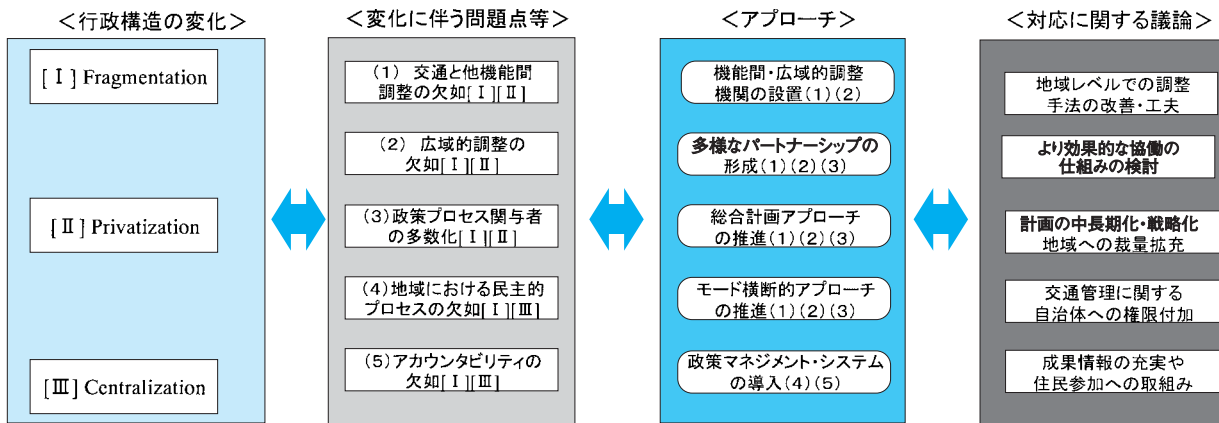 ＜行政構造の変化＞
[Ⅰ] Fragmentation
[Ⅱ] Privatization
[Ⅲ] Centralization
＜変化に伴う問題点等＞
(1) 交通と他機能間
調整の欠如[Ⅰ][Ⅱ]
(2) 広域的調整の
欠如[Ⅰ][Ⅱ]
(3)政策プロセス関与者
の多数化[Ⅰ][Ⅱ]
(4)地域における民主的
プロセスの欠如[Ⅰ][Ⅲ]
(5)アカウンタビリティの
欠如[Ⅰ][Ⅲ]
＜アプローチ＞
機能間・広域的調整
機関の設置(1)(2)
多様なパートナーシップの
形成(1)(2)(3)
総合計画アプローチ
の推進(1)(2)(3)
モード横断的アプローチ
の推進(1)(2)(3)
政策マネジメント・システム
の導入(4)(5)
＜対応に関する議論＞
地域レベルでの調整
手法の改善・工夫
より効果的な協働の
仕組みの検討
計画の中長期化・戦略化
地域への裁量拡充
交通管理に関する
自治体への権限付加
成果情報の充実や
住民参加への取組み